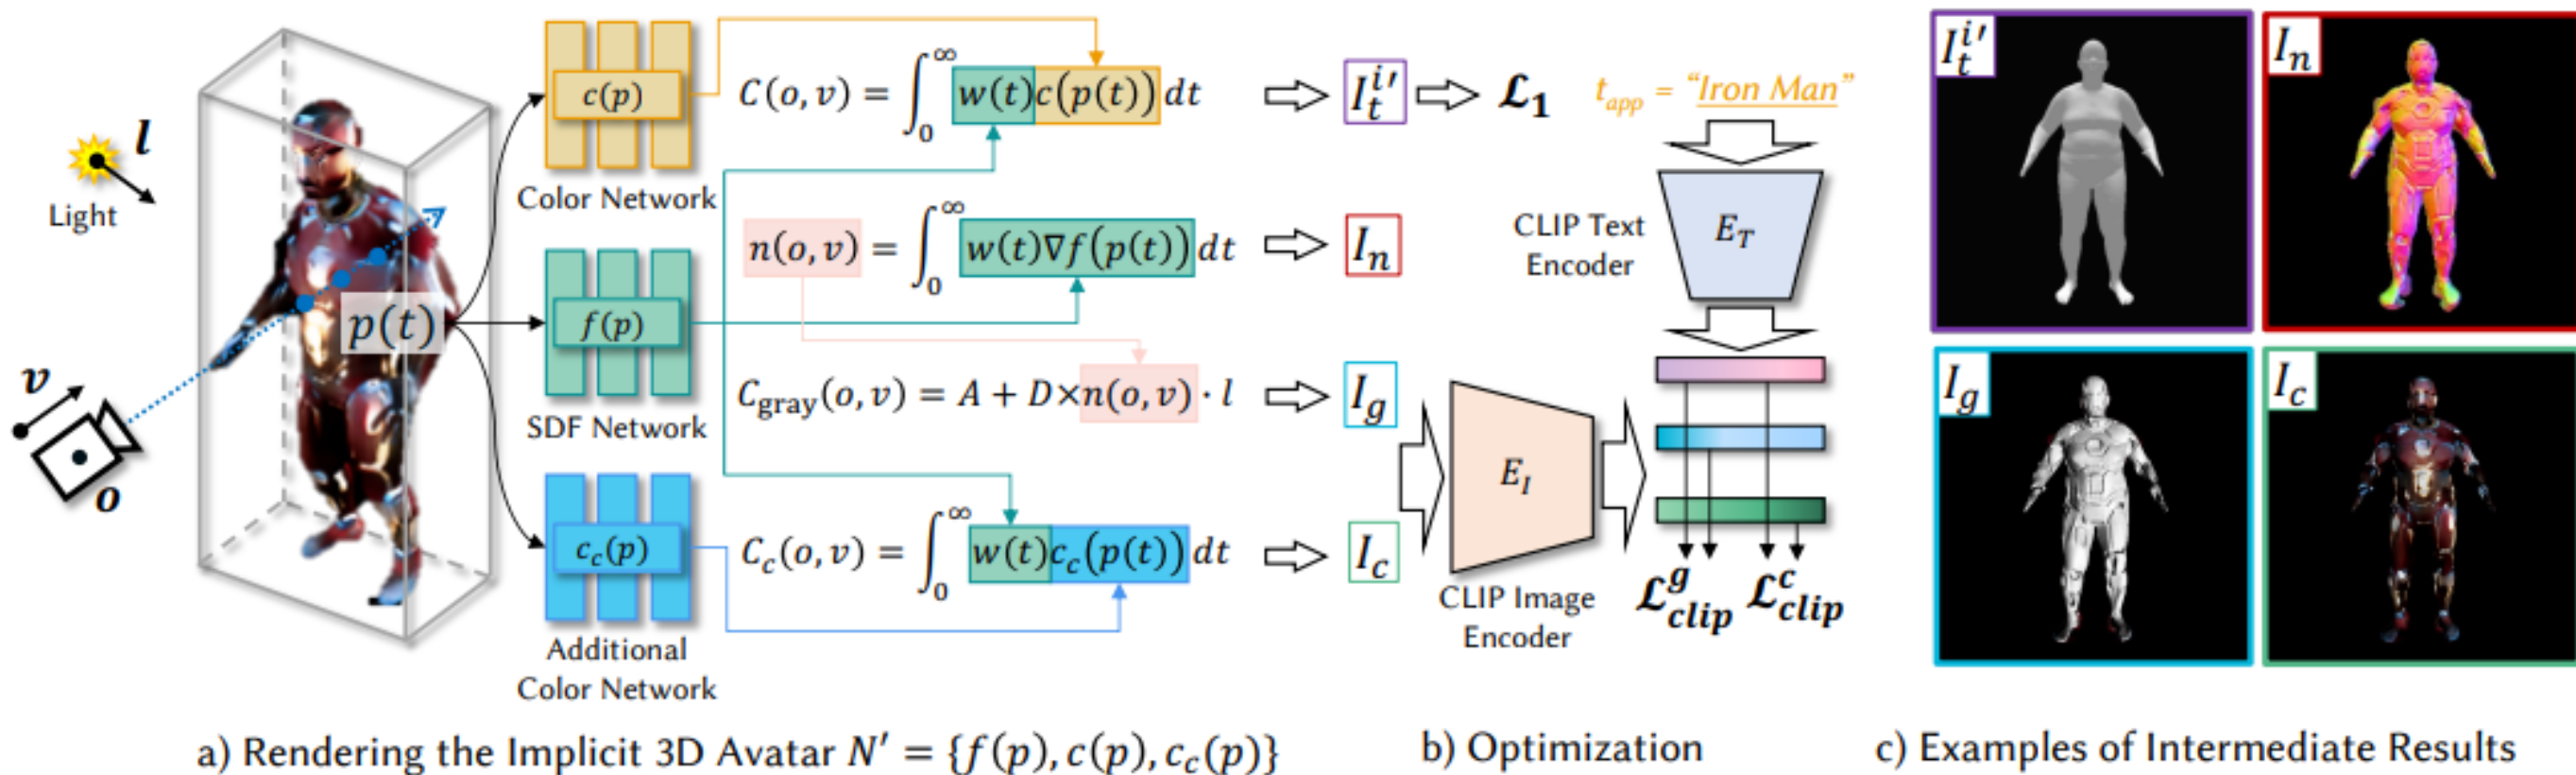 l
Light
v
o
p(t)
c(p)
Color Network
f(p)
SDF Network
c_c(p)
Additional
Color Network
C(o, v) = ∫_0^∞ w(t)c(p(t))dt
I_t^{i′}
ℒ_1
n(o, v) = ∫_0^∞ w(t)∇f(p(t))dt
I_n
C_gray(o, v) = A + D×n(o, v) · l
I_g
C_c(o, v) = ∫_0^∞ w(t)c_c(p(t))dt
I_c
t_app = “Iron Man”
CLIP Text
Encoder
E_T
E_I
CLIP Image
Encoder
ℒ_clip^g ℒ_clip^c
I_t^{i′}
I_n
I_g
I_c
a) Rendering the Implicit 3D Avatar N′ = {f(p), c(p), c_c(p)}
b) Optimization
c) Examples of Intermediate Results